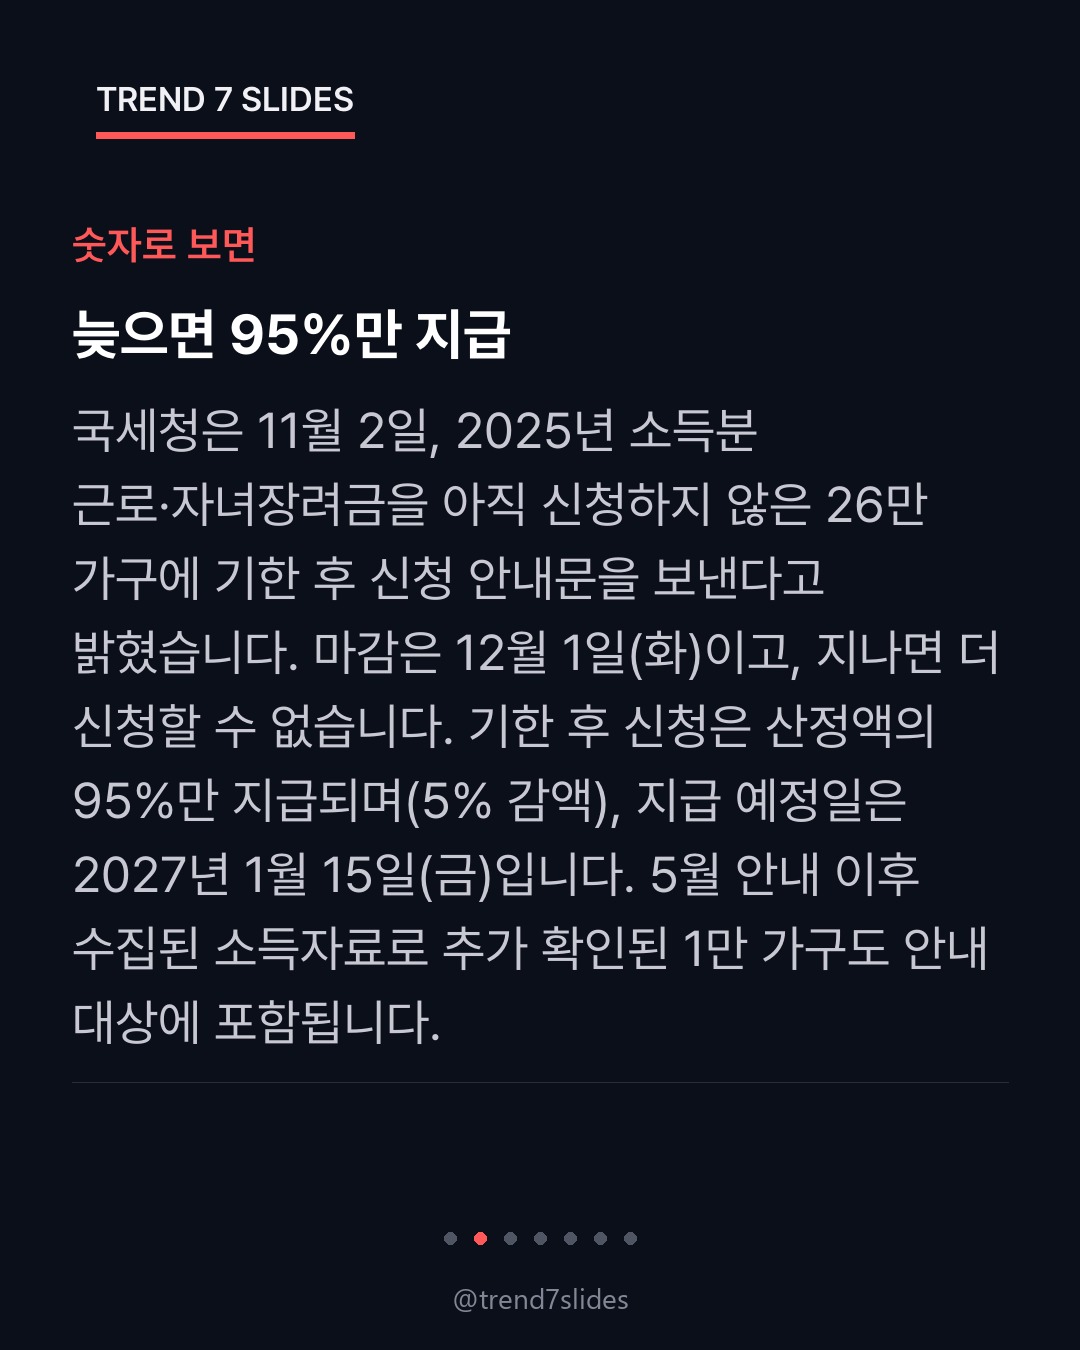 TREND 7 SLIDES
숫자로 보면
늦으면 95%만 지급
국세청은 11월 2일, 2025년 소득분
근로·자녀장려금을 아직 신청하지 않은 26만
가구에 기한 후 신청 안내문을 보낸다고
밝혔습니다. 마감은 12월 1일(화)이고, 지나면 더
신청할 수 없습니다. 기한 후 신청은 산정액의
95%만 지급되며(5% 감액), 지급 예정일은
2027년 1월 15일(금)입니다. 5월 안내 이후
수집된 소득자료로 추가 확인된 1만 가구도 안내
대상에 포함됩니다.
@trend7slides